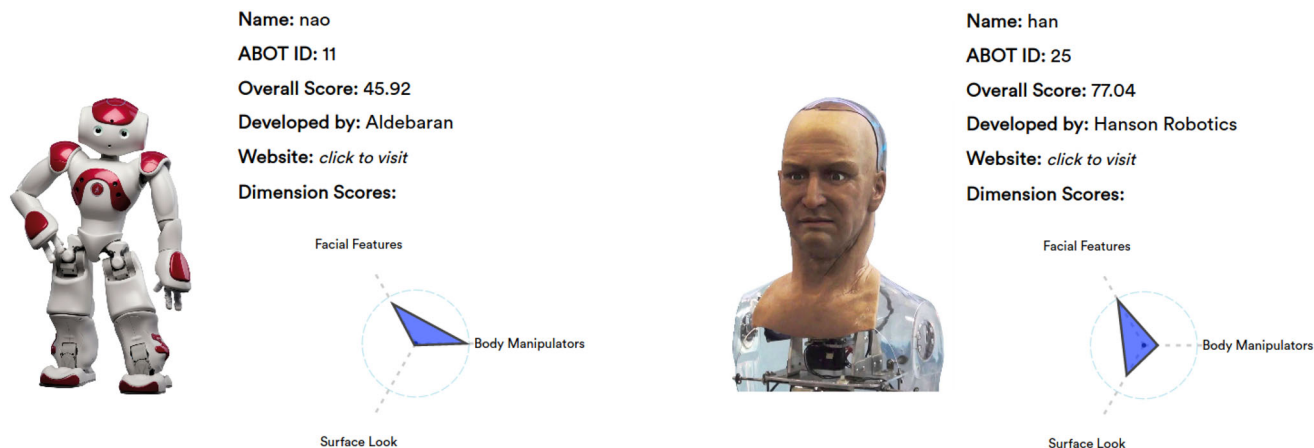 Name: nao
ABOT ID: 11
Overall Score: 45.92
Developed by: Aldebaran
Website: click to visit
Dimension Scores:
Facial Features
Body Manipulators
Surface Look
Name: han
ABOT ID: 25
Overall Score: 77.04
Developed by: Hanson Robotics
Website: click to visit
Dimension Scores:
Facial Features
Body Manipulators
Surface Look